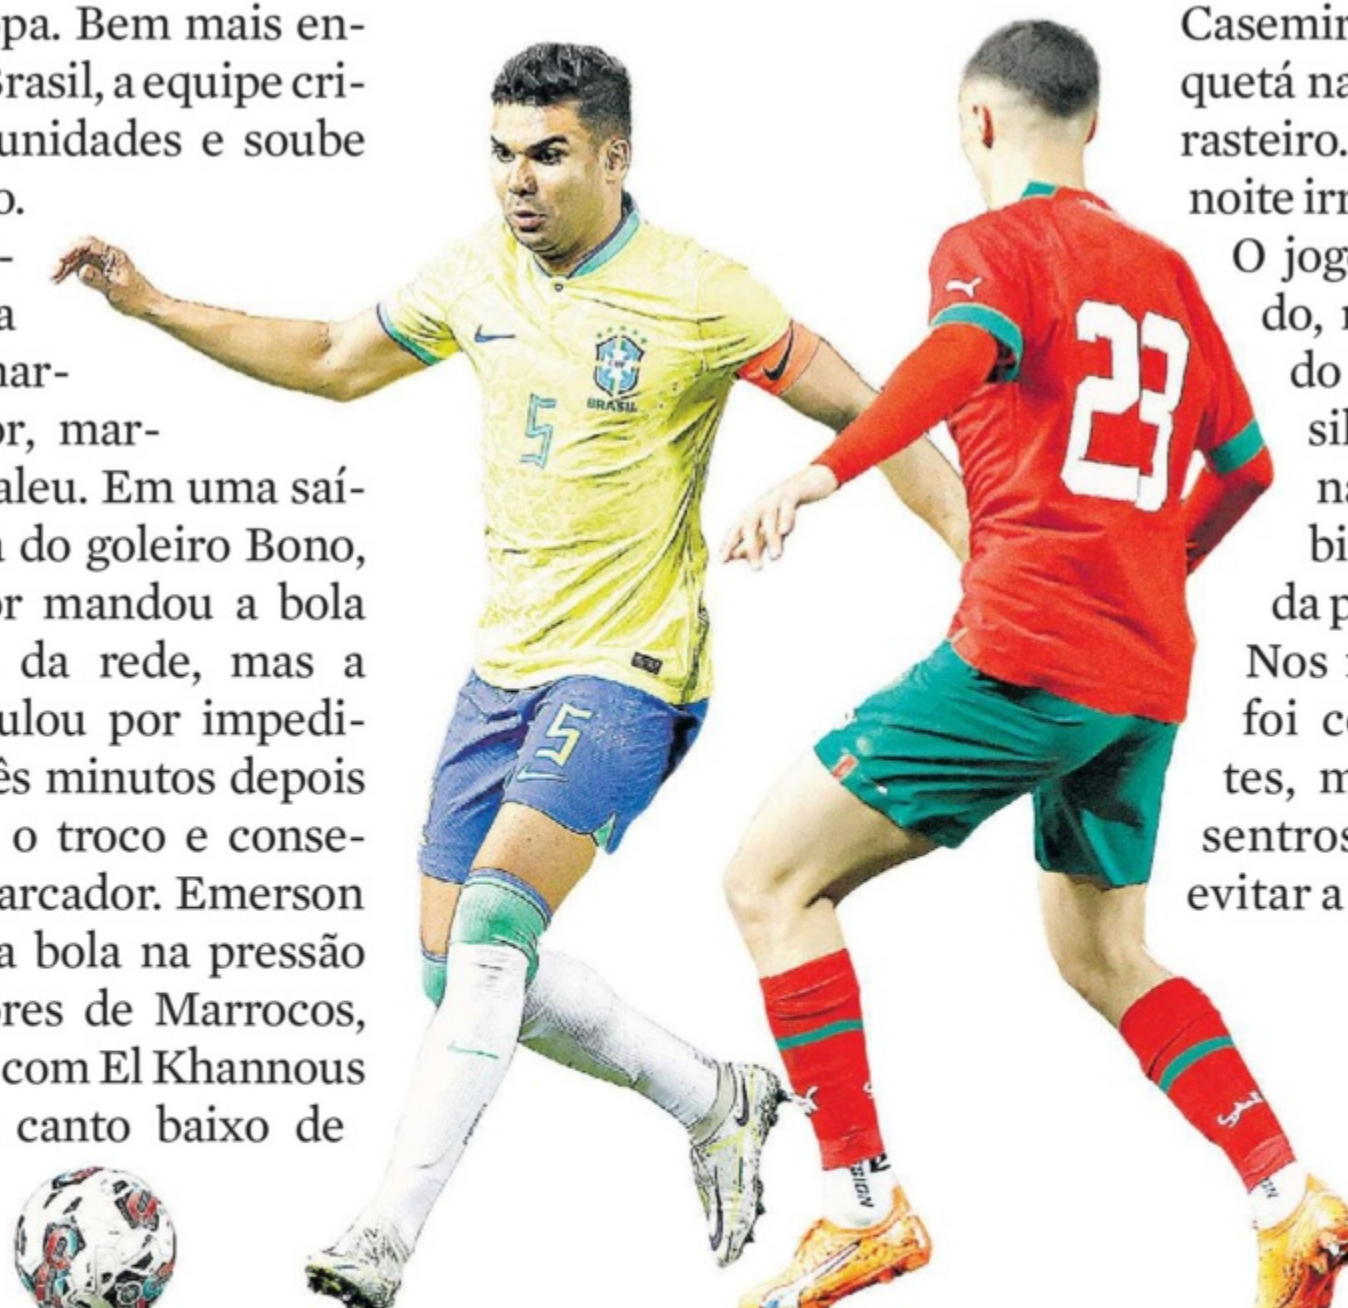 pa. Bem mais en-
rasil, a equipe cri-
unidades e soube
o.
-
a
nar-
or, mar-
aleu. Em uma saí-
do goleiro Bono,
or mandou a bola
da rede, mas a
ulou por impedi-
ês minutos depois
o troco e conse-
arcador. Emerson
a bola na pressão
res de Marrocos,
com El Khannous
canto baixo de
BRASIL
5
5
23
Casemir
quetá na
rasteiro.
noite irr
O jog
do, r
do
sil
na
bi
da p
Nos
foi c
tes, m
sentros
evitar a